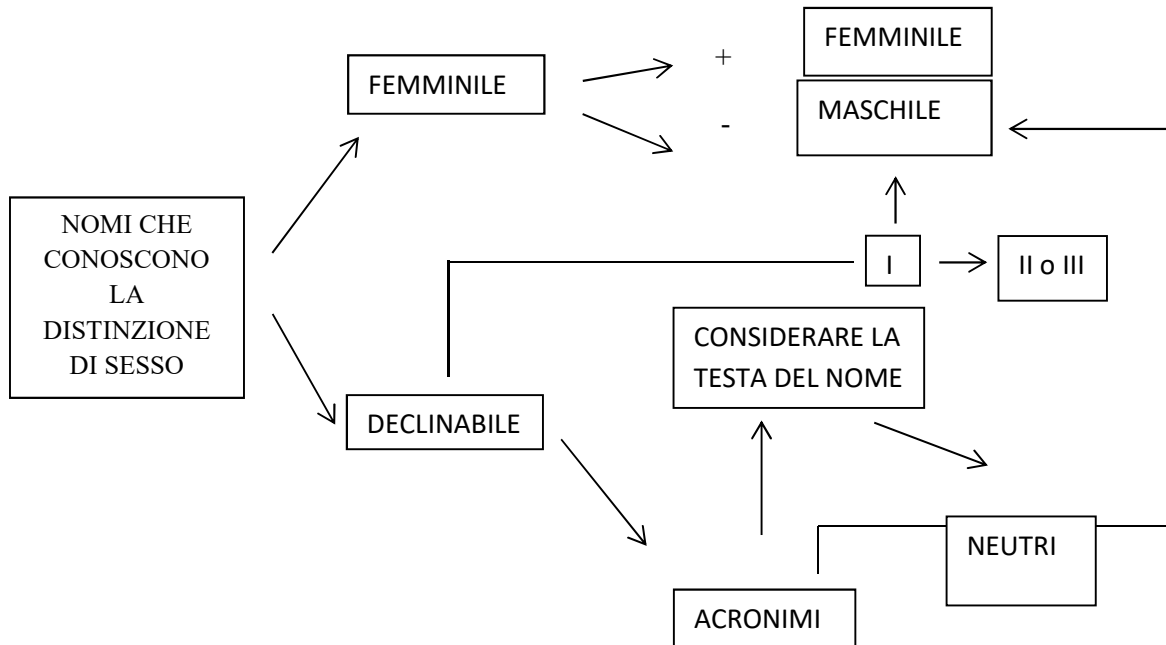 FEMMINILE
+
FEMMINILE
-
MASCHILE
NOMI CHE
CONOSCONO
LA
DISTINZIONE
DI SESSO
I
II o III
CONSIDERARE LA
TESTA DEL NOME
DECLINABILE
NEUTRI
ACRONIMI